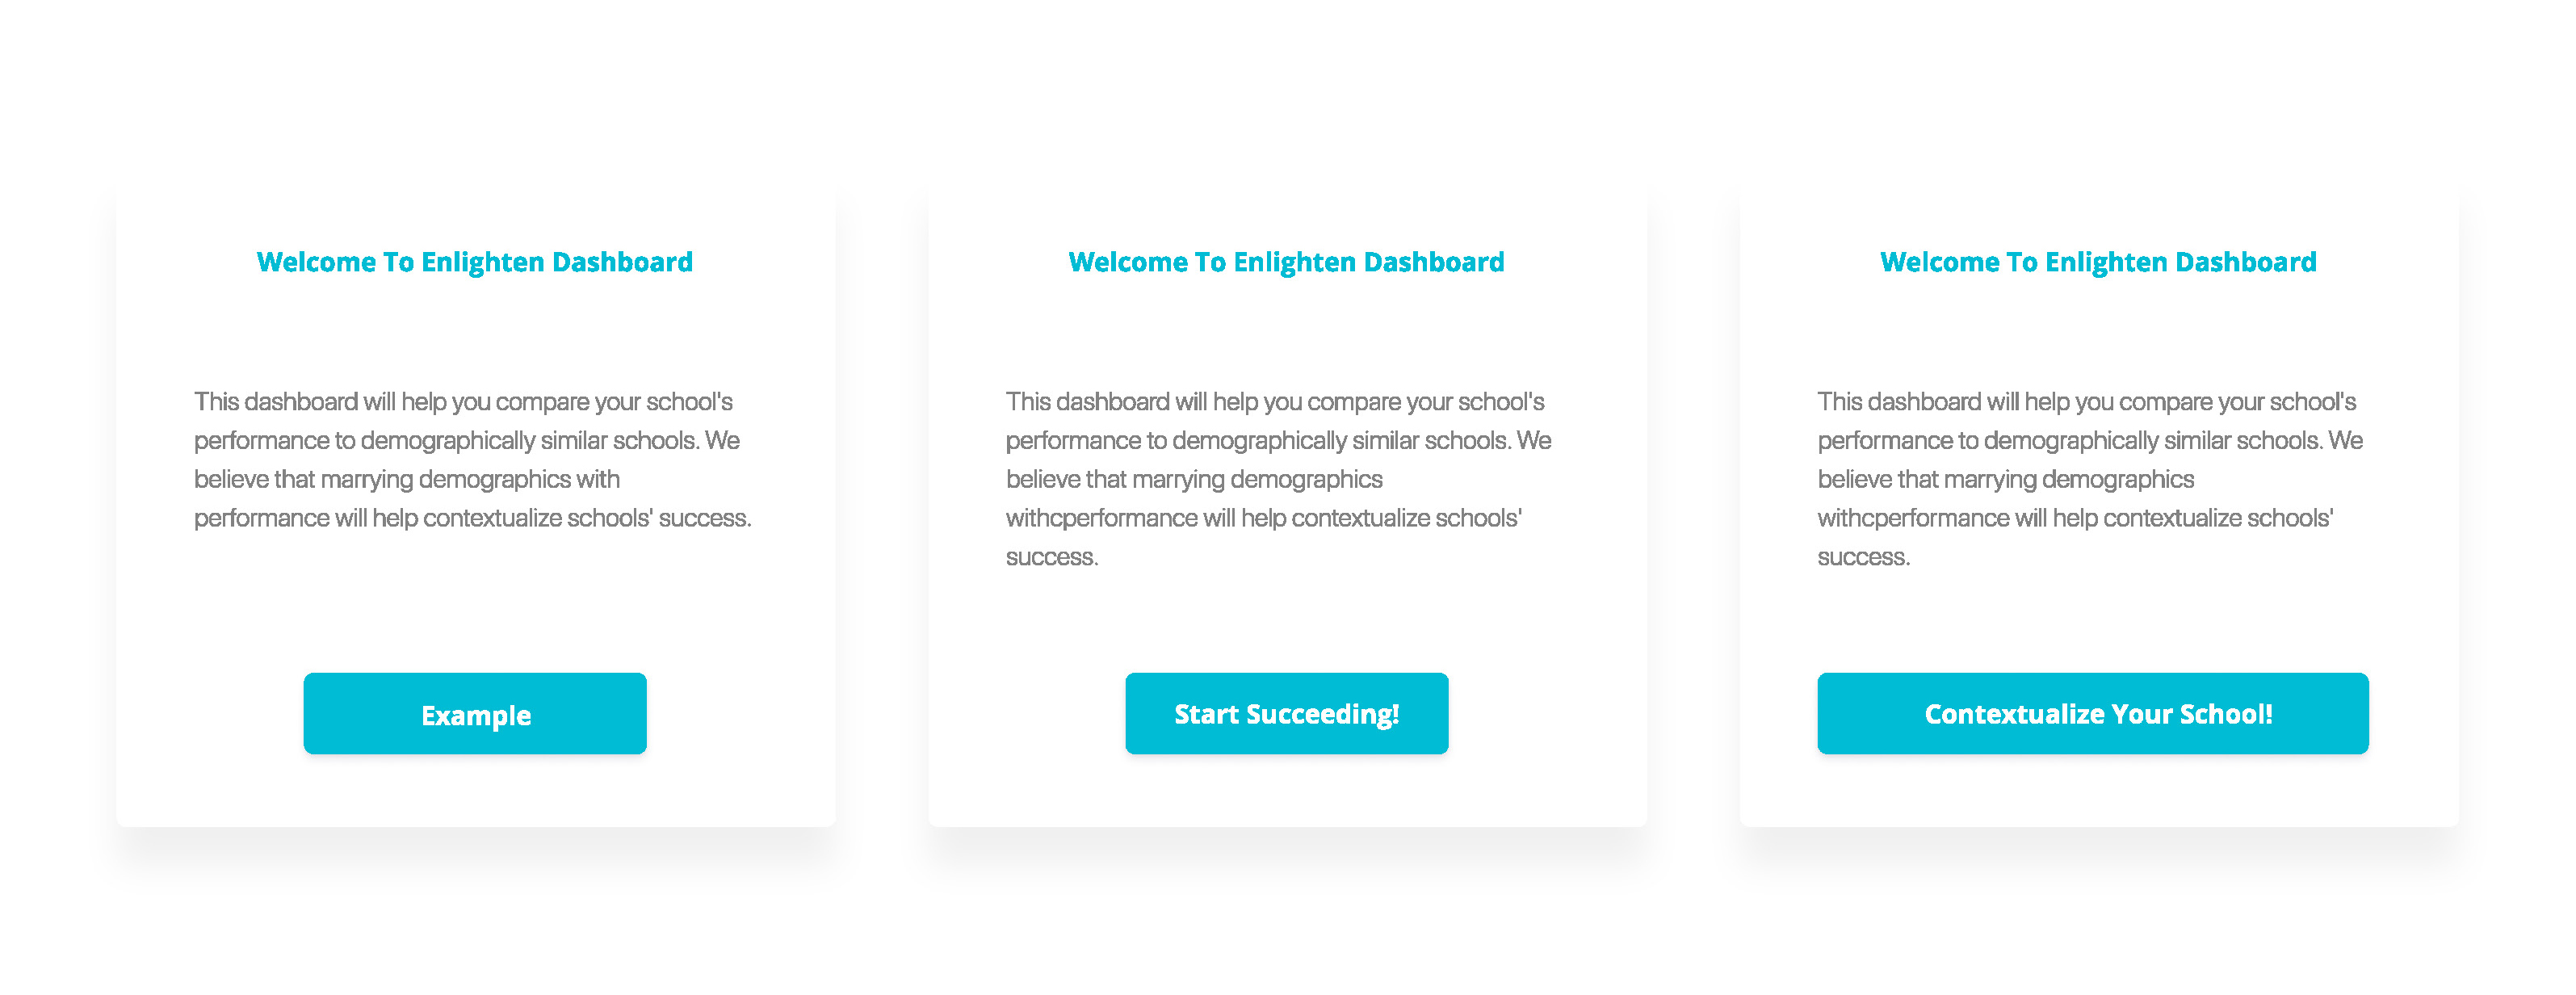 Welcome To Enlighten Dashboard
This dashboard will help you compare your school's
performance to demographically similar schools. We
believe that marrying demographics with
performance will help contextualize schools' success.
Example
Welcome To Enlighten Dashboard
This dashboard will help you compare your school's
performance to demographically similar schools. We
believe that marrying demographics
withcperformance will help contextualize schools'
success.
Start Succeeding!
Welcome To Enlighten Dashboard
This dashboard will help you compare your school's
performance to demographically similar schools. We
believe that marrying demographics
withcperformance will help contextualize schools'
success.
Contextualize Your School!